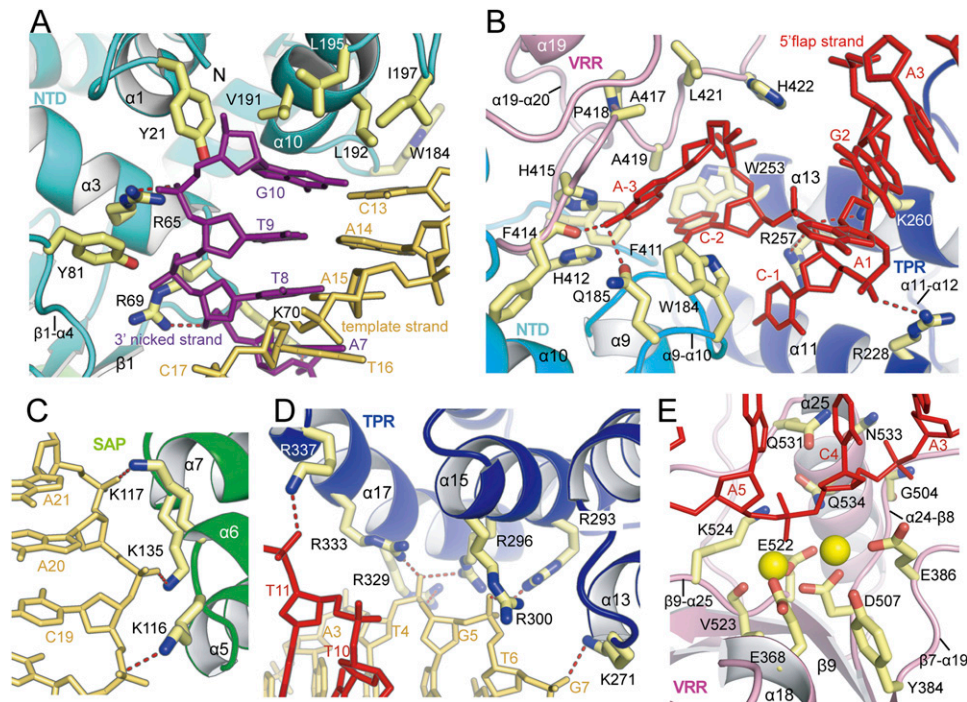 A
NTD
α1
N
L195
V191
I197
Y21
α10
L192
W184
α3
G10
C13
R65
T9
A14
Y81
T8
A15
R69
K70
β1-α4
3' nicked strand
template strand
β1
A7
C17
T16
B
α19
VRR
5'flap strand
α19-α20
P418
A417
L421
H422
A3
G2
H415
A419
A-3
W253
α13
K260
F414
C-2
R257
F411
A1
TPR
H412
C-1
α11-α12
Q185
W184
NTD
α10
α9
α9-α10
α11
R228
C
SAP
A21
α7
K117
α6
A20
K135
C19
K116
α5
D
TPR
R337
α15
α17
R293
R333
R296
R329
α13
T11
R300
A3
T4
G5
T10
T6
K271
G7
E
α25
Q531
N533
C4
A3
A5
Q534
G504
K524
α24-β8
E522
E386
D507
β9-α25
V523
E368
β9
β7-α19
VRR
α18
Y384